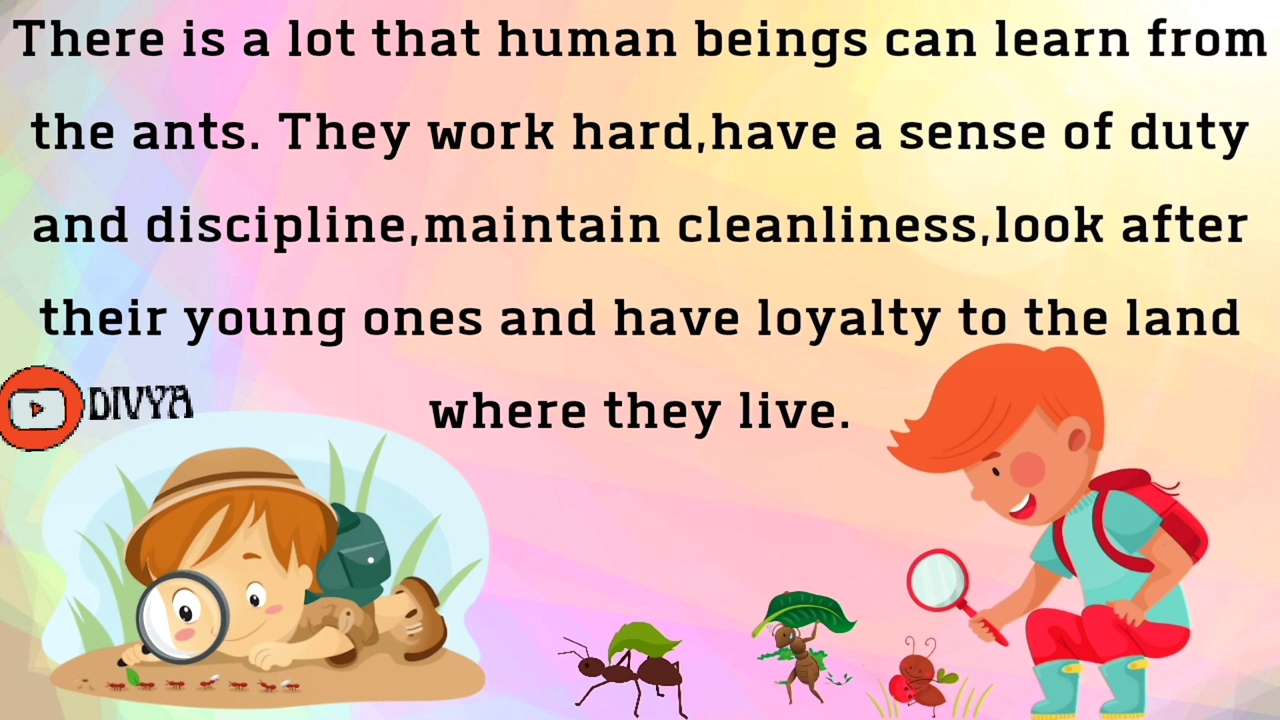 There is a lot that human beings can learn from
the ants. They work hard,have a sense of duty
and discipline,maintain cleanliness,look after
their young ones and have loyalty to the land
where they live.
DIVYA